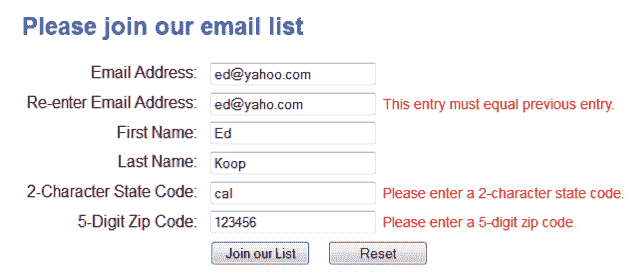 Please join our email list
Email Address: ed@yahoo.com
Re-enter Email Address: ed@yaho.com This entry must equal previous entry.
First Name: Ed
Last Name: Koop
2-Character State Code: cal Please enter a 2-character state code.
5-Digit Zip Code: 123456 Please enter a 5-digit zip code.
Join our List Reset